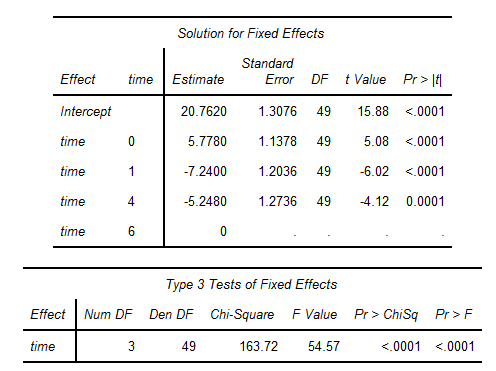 Solution for Fixed Effects
Effect time Estimate Standard Error DF t Value Pr > |t|
Intercept 20.7620 1.3076 49 15.88 <.0001
time 0 5.7780 1.1378 49 5.08 <.0001
time 1 -7.2400 1.2036 49 -6.02 <.0001
time 4 -5.2480 1.2736 49 -4.12 0.0001
time 6 0 . . . .
Type 3 Tests of Fixed Effects
Effect Num DF Den DF Chi-Square F Value Pr > ChiSq Pr > F
time 3 49 163.72 54.57 <.0001 <.0001